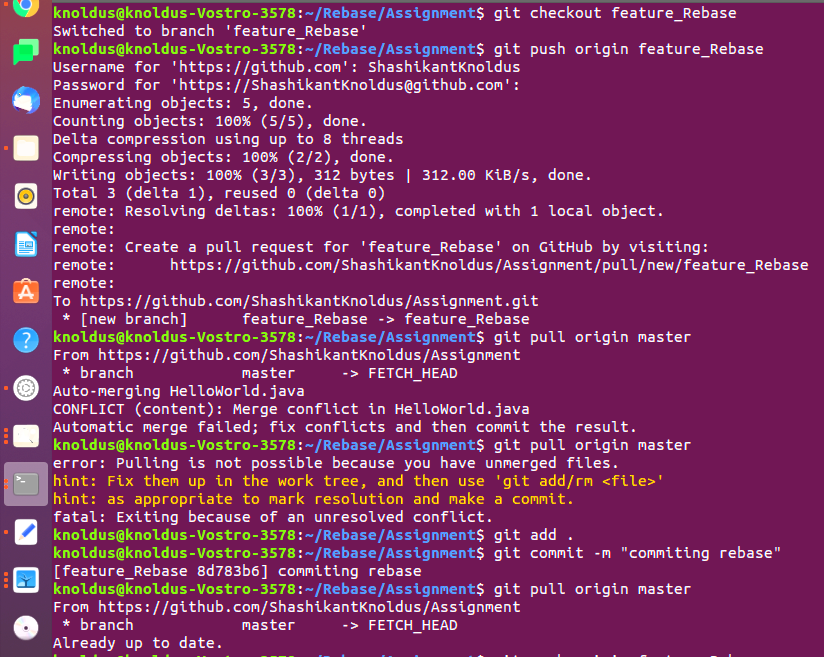 knoldus@knoldus-Vostro-3578:~/Rebase/Assignment$ git checkout feature_Rebase
Switched to branch 'feature_Rebase'
knoldus@knoldus-Vostro-3578:~/Rebase/Assignment$ git push origin feature_Rebase
Username for 'https://github.com': ShashikantKnoldus
Password for 'https://ShashikantKnoldus@github.com':
Enumerating objects: 5, done.
Counting objects: 100% (5/5), done.
Delta compression using up to 8 threads
Compressing objects: 100% (2/2), done.
Writing objects: 100% (3/3), 312 bytes | 312.00 KiB/s, done.
Total 3 (delta 1), reused 0 (delta 0)
remote: Resolving deltas: 100% (1/1), completed with 1 local object.
remote:
remote: Create a pull request for 'feature_Rebase' on GitHub by visiting:
remote:      https://github.com/ShashikantKnoldus/Assignment/pull/new/feature_Rebase
remote:
To https://github.com/ShashikantKnoldus/Assignment.git
 * [new branch]      feature_Rebase -> feature_Rebase
knoldus@knoldus-Vostro-3578:~/Rebase/Assignment$ git pull origin master
From https://github.com/ShashikantKnoldus/Assignment
 * branch            master     -> FETCH_HEAD
Auto-merging HelloWorld.java
CONFLICT (content): Merge conflict in HelloWorld.java
Automatic merge failed; fix conflicts and then commit the result.
knoldus@knoldus-Vostro-3578:~/Rebase/Assignment$ git pull origin master
error: Pulling is not possible because you have unmerged files.
hint: Fix them up in the work tree, and then use 'git add/rm <file>'
hint: as appropriate to mark resolution and make a commit.
fatal: Exiting because of an unresolved conflict.
knoldus@knoldus-Vostro-3578:~/Rebase/Assignment$ git add .
knoldus@knoldus-Vostro-3578:~/Rebase/Assignment$ git commit -m "commiting rebase"
[feature_Rebase 8d783b6] commiting rebase
knoldus@knoldus-Vostro-3578:~/Rebase/Assignment$ git pull origin master
From https://github.com/ShashikantKnoldus/Assignment
 * branch            master     -> FETCH_HEAD
Already up to date.